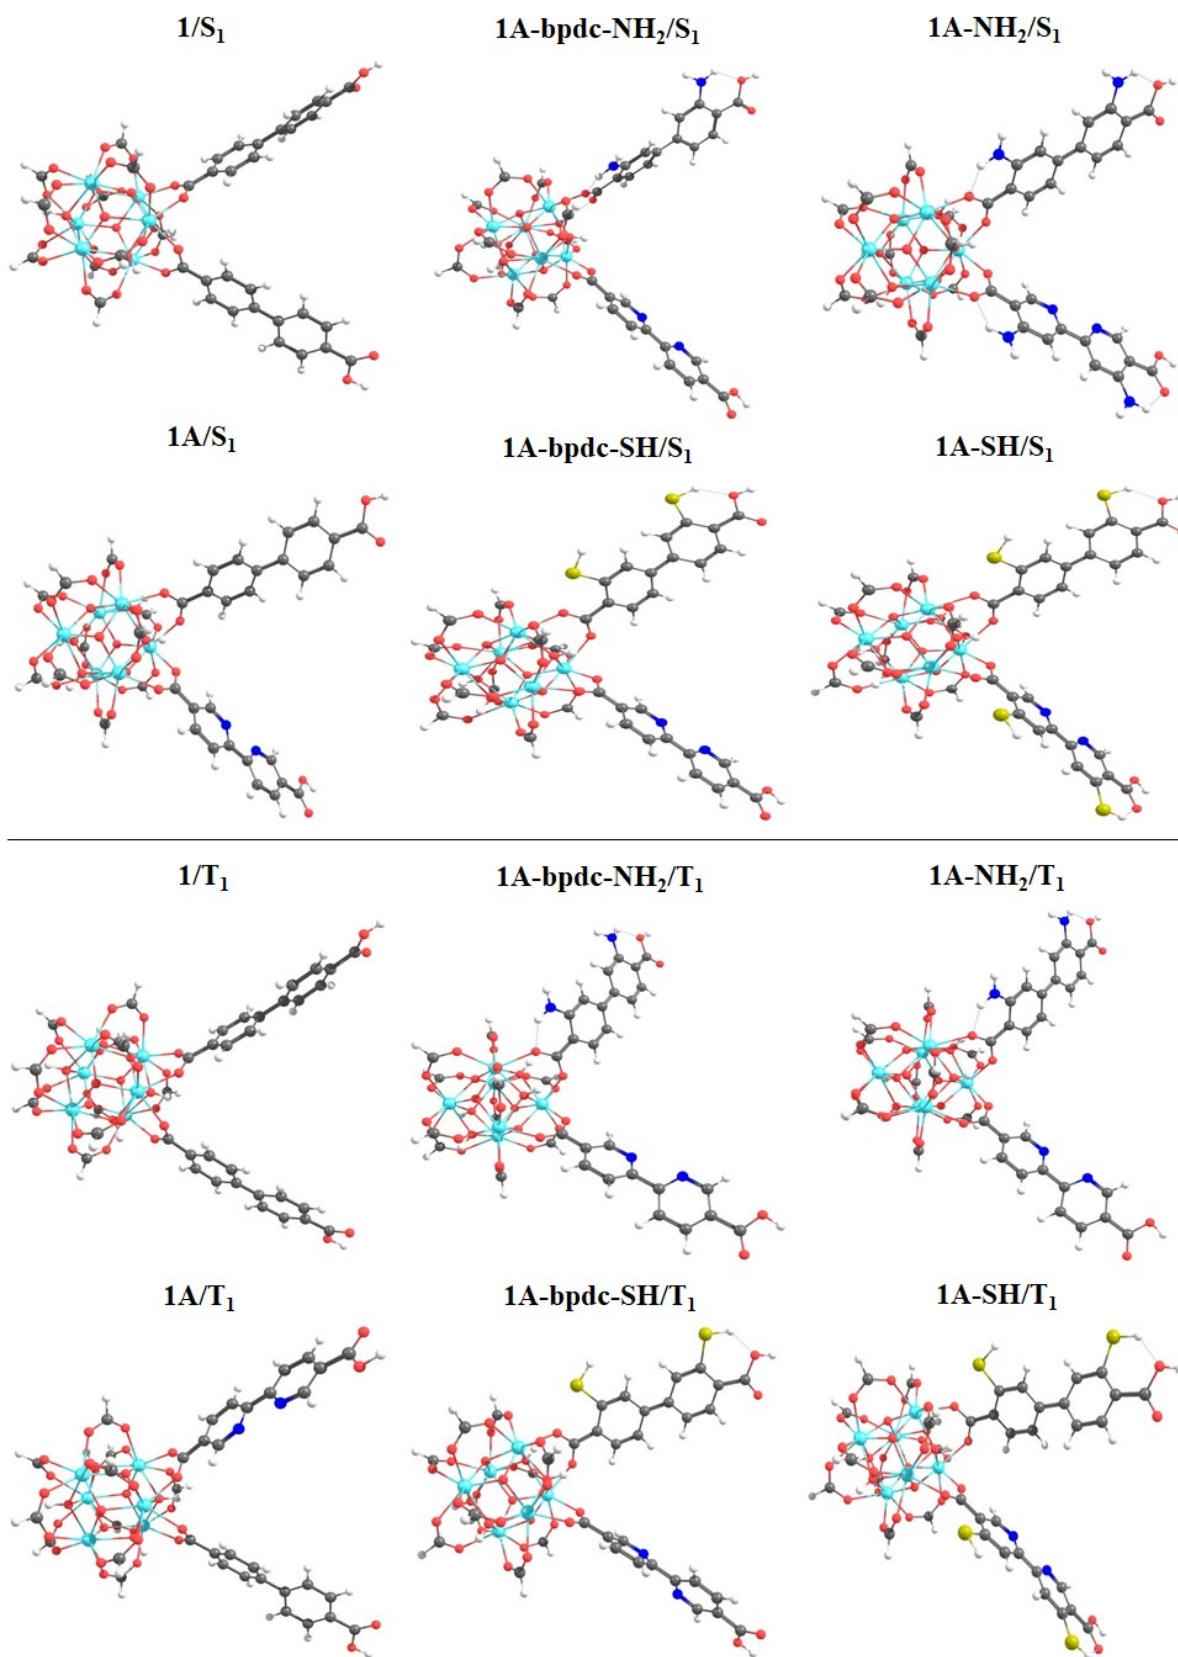 1/S₁ 1A-bpdc-NH₂/S₁ 1A-NH₂/S₁
1A/S₁ 1A-bpdc-SH/S₁ 1A-SH/S₁
1/T₁ 1A-bpdc-NH₂/T₁ 1A-NH₂/T₁
1A/T₁ 1A-bpdc-SH/T₁ 1A-SH/T₁